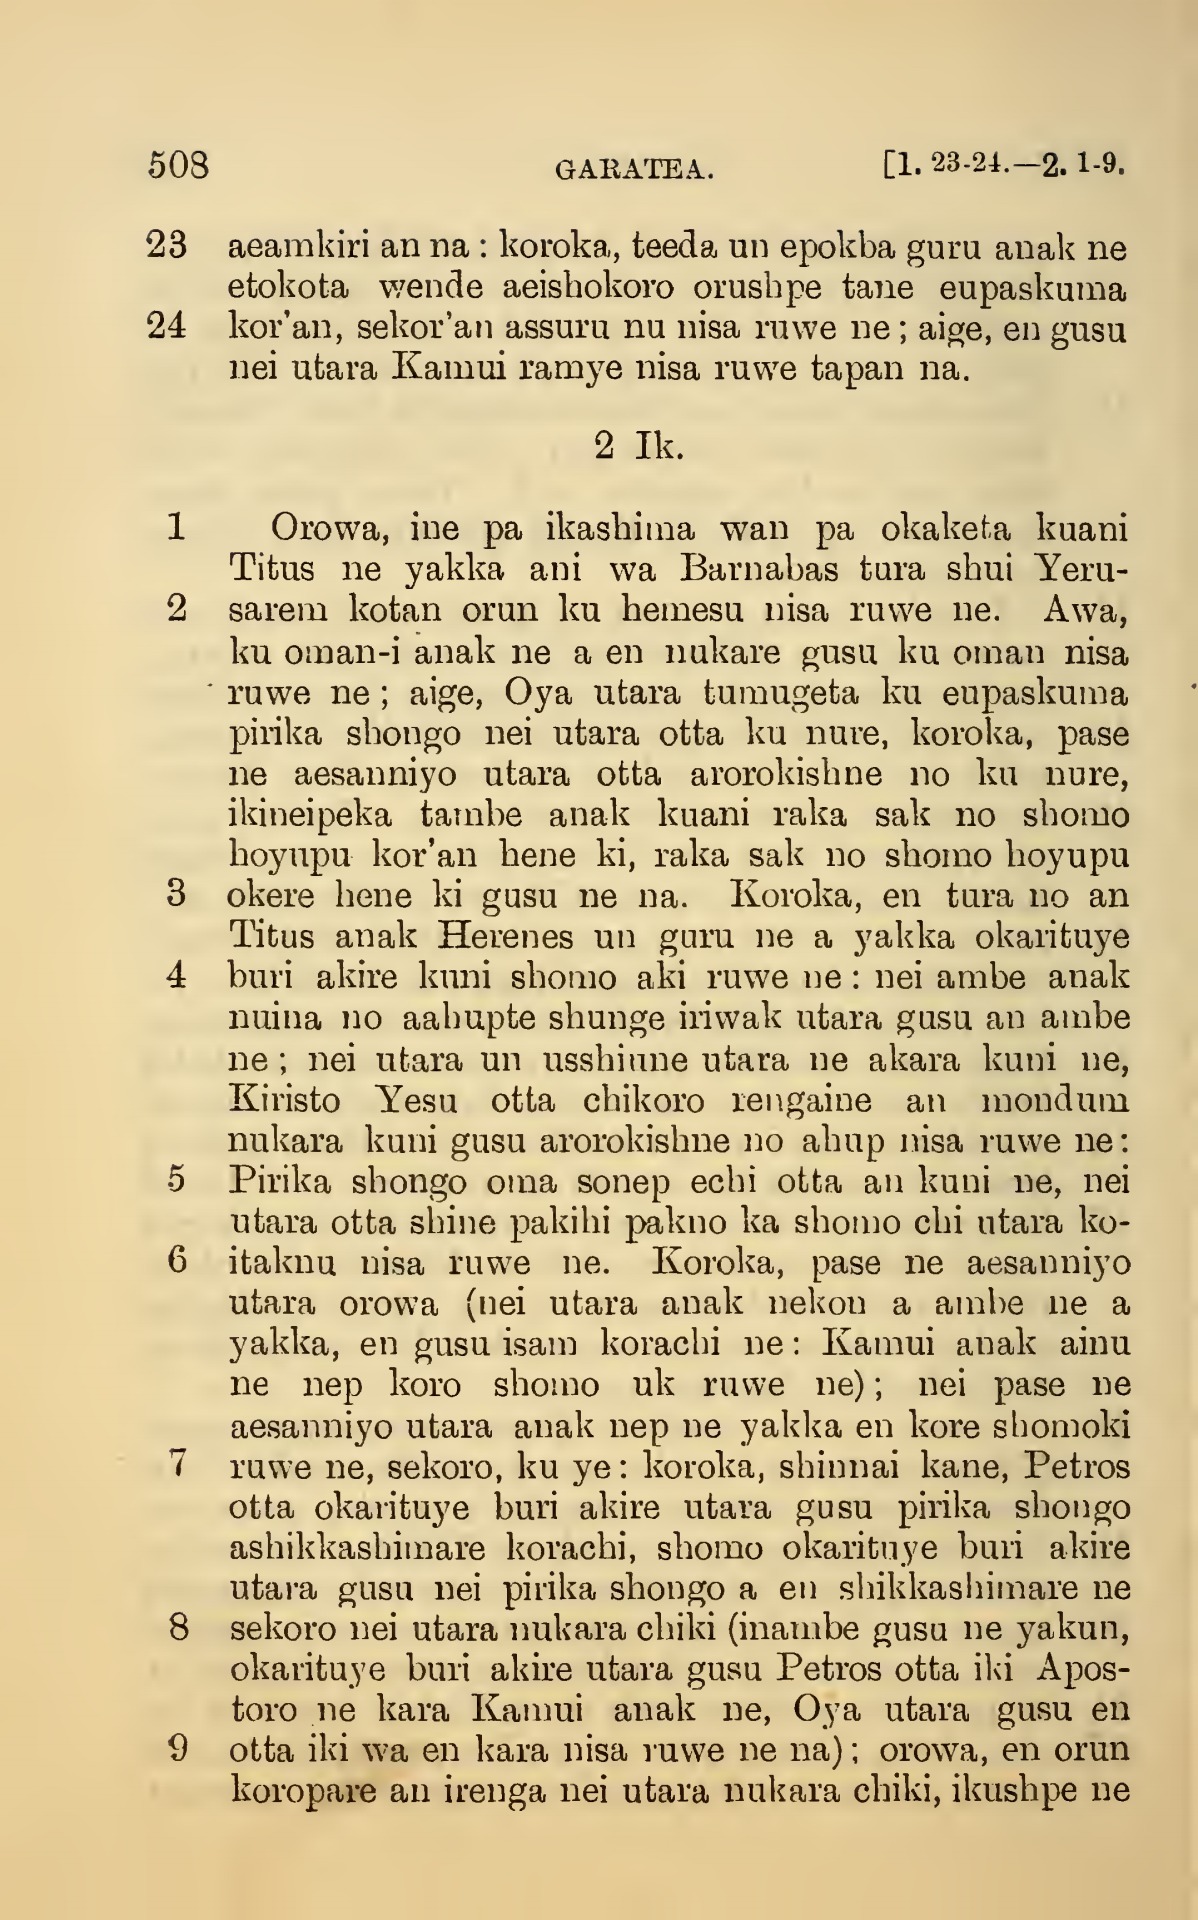 508 GARATEA. [1. 23-24.—2. 1-9.
23 aeamkiri an na : koroka, teeda un epokba guru anak ne
etokota wende aeishokoro orushpe tane eupaskuma
24 kor’an, sekor’an assuru nu nisa ruwe ne ; aige, en gusu
nei utara Kamui ramye nisa ruwe tapan na.
2 Ik.
1 Orowa, ine pa ikashima wan pa okaketa kuani
Titus ne yakka ani wa Barnabas tura shui Yeru-
2 sarem kotan orun ku hemesu nisa ruwe ne. Awa,
ku oman-i anak ne a en nukare gusu ku oman nisa
ruwe ne ; aige, Oya utara tumugeta ku eupaskuma
pirika shongo nei utara otta ku nure, koroka, pase
ne aesanniyo utara otta arorokishne no ku nure,
ikineipeka tambe anak kuani raka sak no shomo
hoyupu kor’an hene ki, raka sak no shomo hoyupu
3 okere hene ki gusu ne na. Koroka, en tura no an
Titus anak Herenes un guru ne a yakka okarituye
4 buri akire kuni shomo aki ruwe ne : nei ambe anak
nuina no aahupte shunge iriwak utara gusu an ambe
ne ; nei utara un usshiune utara ne akara kuni ne,
Kiristo Yesu otta chikoro rengaine an mondum
nukara kuni gusu arorokishne no ahup nisa ruwe ne :
5 Pirika shongo oma sonep echi otta an kuni ne, nei
utara otta shine pakihi pakno ka shomo chi utara ko-
6 itaknu nisa ruwe ne. Koroka, pase ne aesanniyo
utara orowa (nei utara anak nekon a ambe ne a
yakka, en gusu isam korachi ne : Kamui anak ainu
ne nep koro shomo uk ruwe ne) ; nei pase ne
aesanniyo utara anak nep ne yakka en kore shomoki
7 ruwe ne, sekoro, ku ye : koroka, shinnai kane, Petros
otta okarituye buri akire utara gusu pirika shongo
ashikkashimare korachi, shomo okarituye buri akire
utara gusu nei pirika shongo a en shikkashimare ne
8 sekoro nei utara nukara chiki (inambe gusu ne yakun,
okarituye buri akire utara gusu Petros otta iki Apos-
toro ne kara Kamui anak ne, Oya utara gusu en
9 otta iki wa en kara nisa ruwe ne na) ; orowa, en orun
koropare an irenga nei utara nukara chiki, ikushpe ne